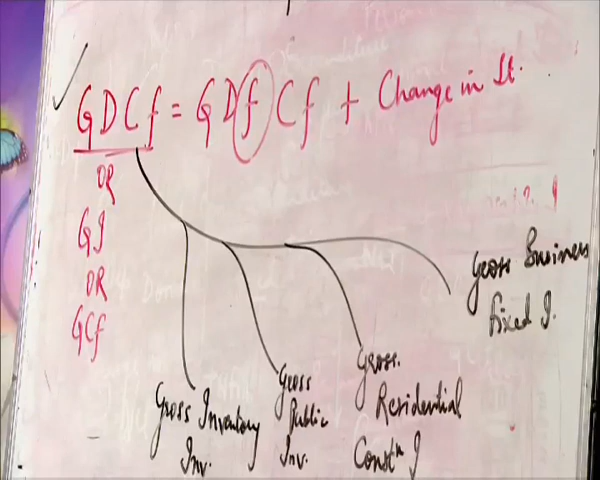 GDCf = GDfCf + Change in St.
OR
GI
OR
GCf
Gross Business
fixed I.
Gross
Residential
Constⁿ I
Gross
Public
Inv.
Gross Inventory
Inv.